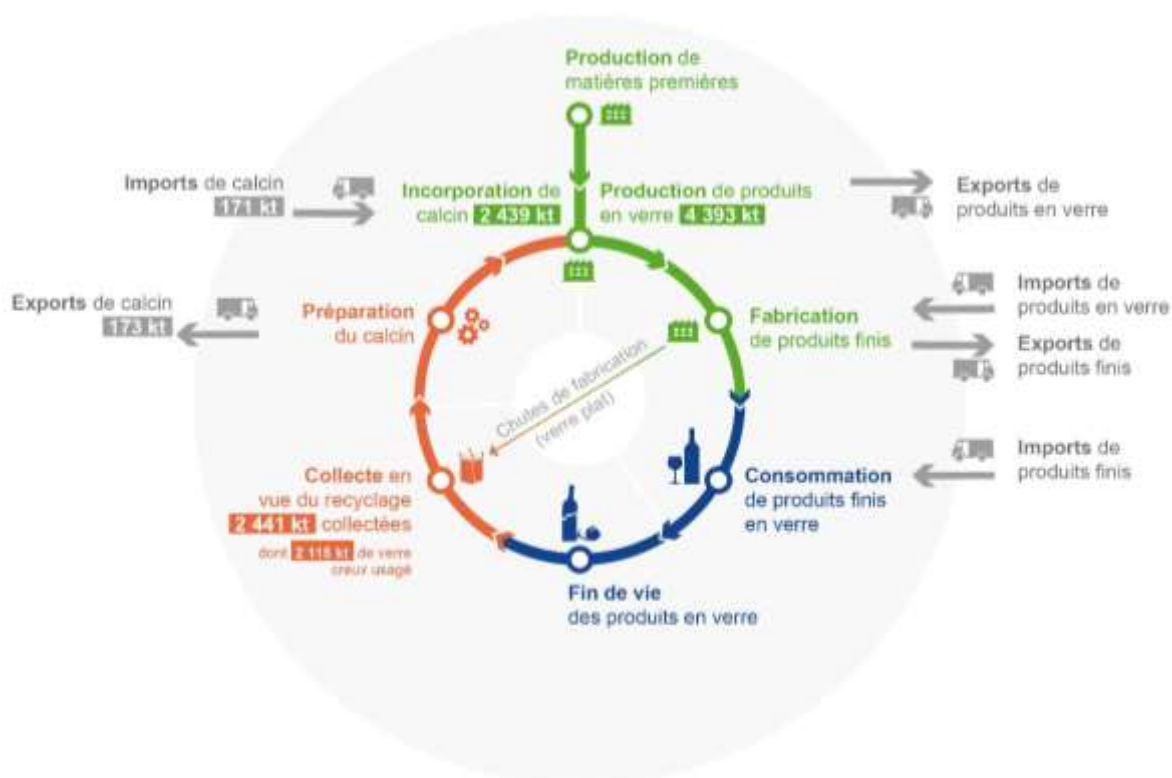 Production de
matières premières
Imports de calcin
171 kt
Incorporation de
calcin 2 439 kt
Production de produits
en verre 4 393 kt
Exports de
produits en verre
Exports de calcin
173 kt
Préparation
du calcin
Fabrication
de produits finis
Imports de
produits en verre
Exports de
produits finis
Chutes de fabrication
(verre plat)
Collecte en
vue du recyclage
2 441 kt collectées
dont 2 115 kt de verre
creux usagé
Consommation
de produits finis
en verre
Imports de
produits finis
Fin de vie
des produits en verre